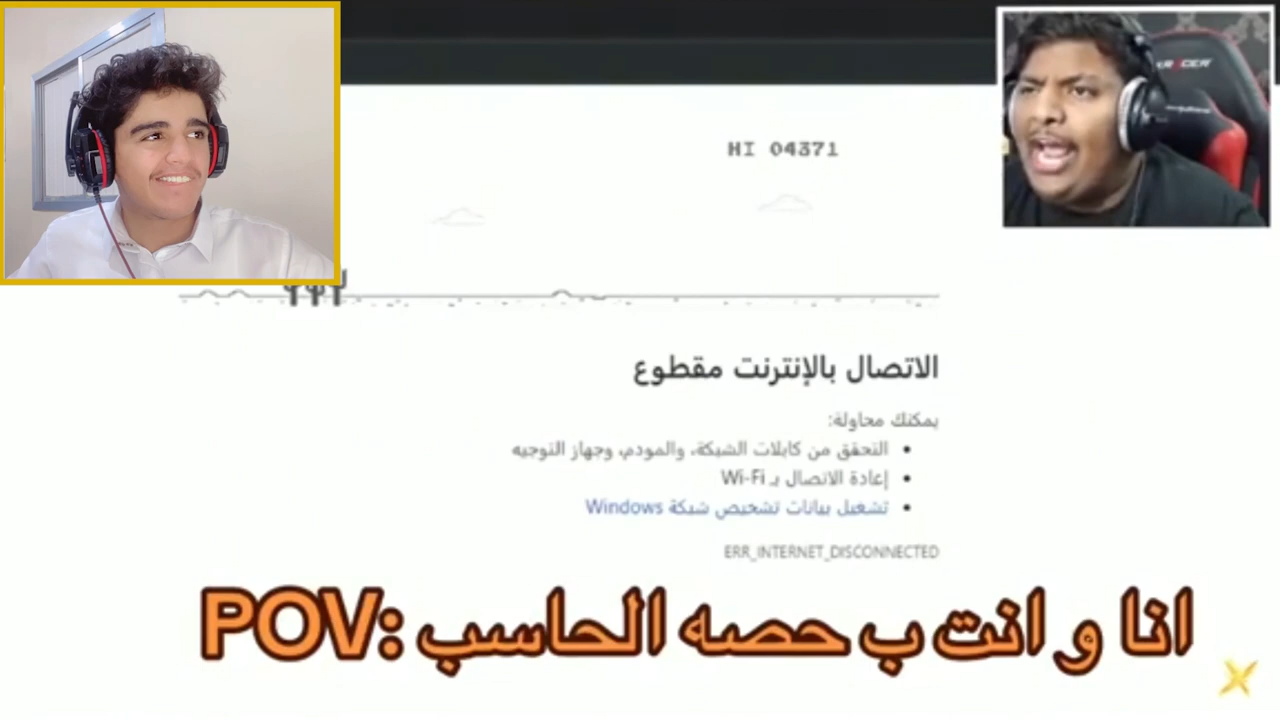 HI 04371
الاتصال بالإنترنت مقطوع
يمكنك محاولة:
• التحقق من كابلات الشبكة، والمودم، وجهاز التوجيه
• إعادة الاتصال بـ Wi-Fi
• تشغيل بيانات تشخيص شبكة Windows
ERR_INTERNET_DISCONNECTED
انا و انت ب حصه الحاسب :POV